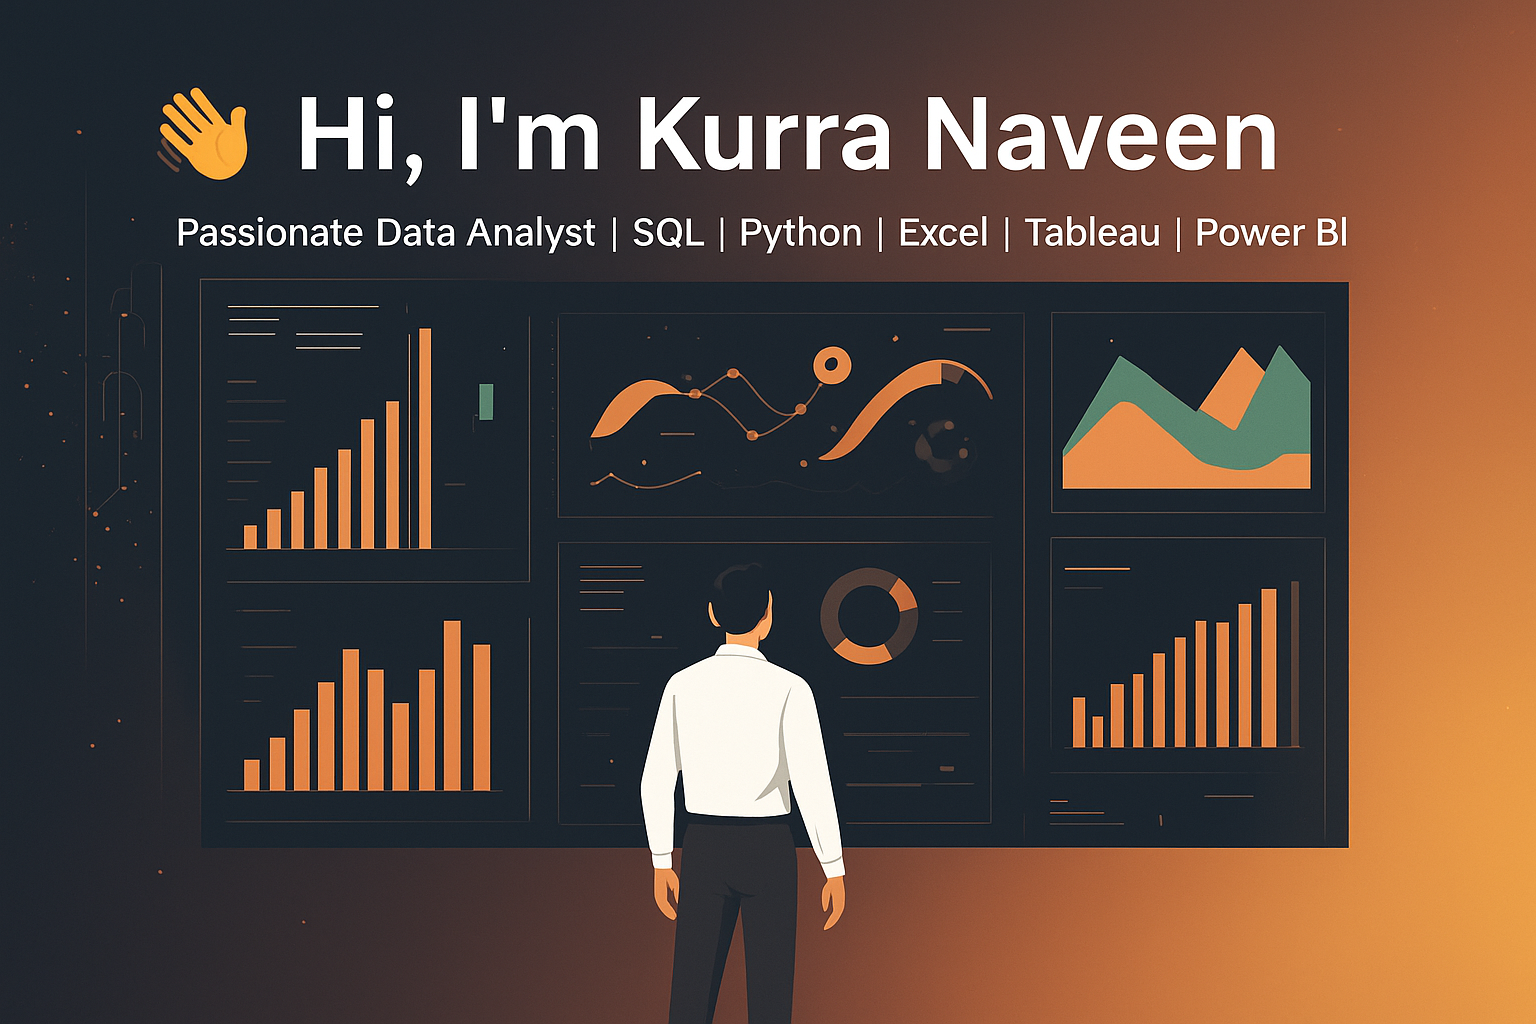 👋 Hi, I'm Kurra Naveen
Passionate Data Analyst | SQL | Python | Excel | Tableau | Power BI